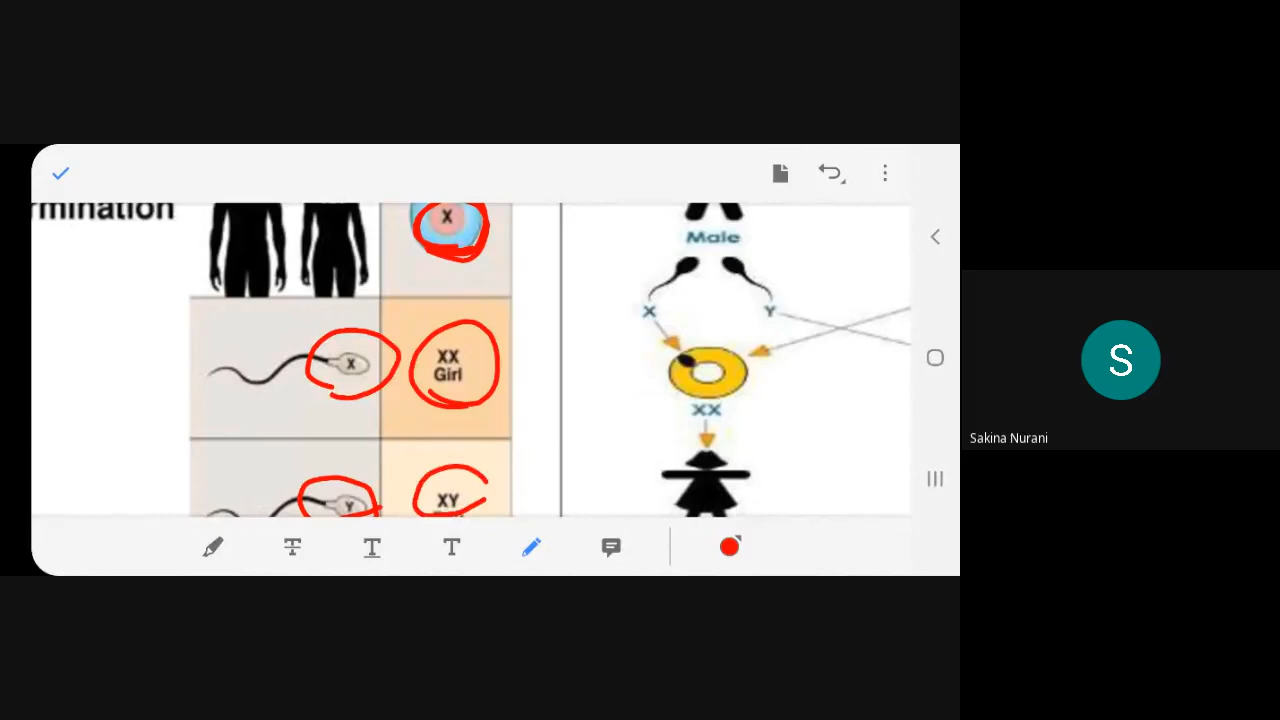 rmination
X
X
XX
Girl
Y
XY
Male
X
Y
XX
S
Sakina Nurani